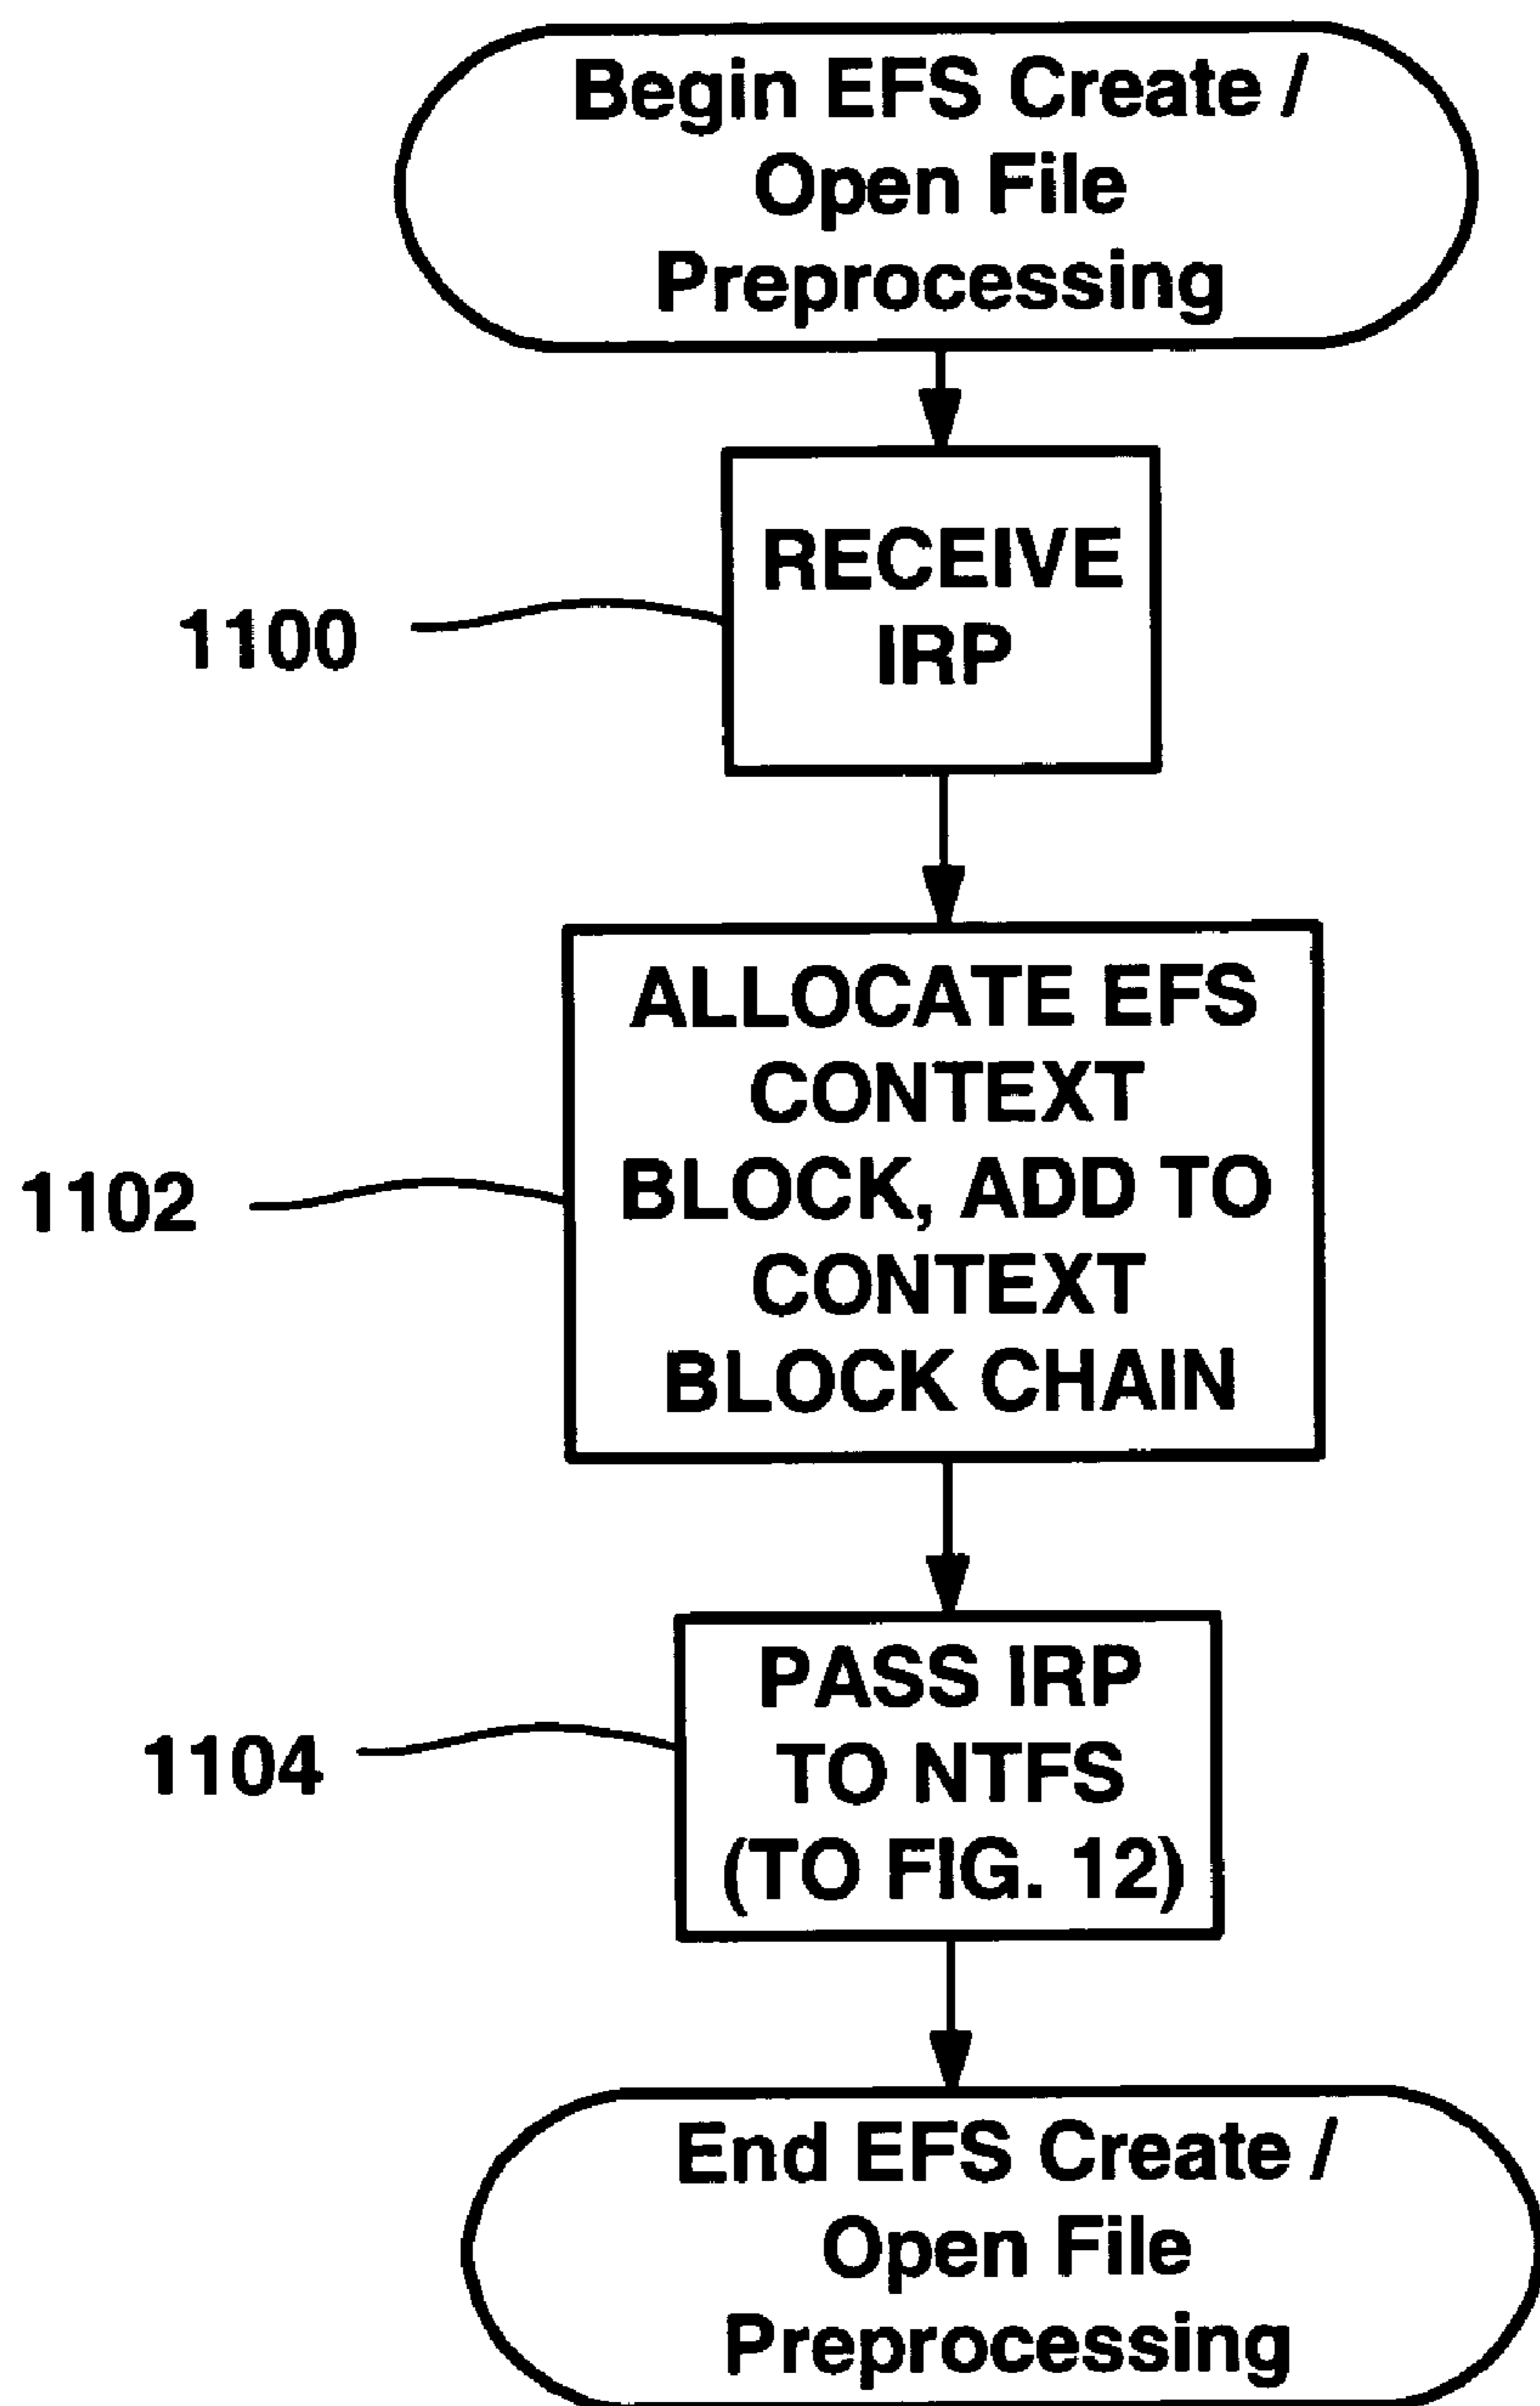 Begin EFS Create /
Open File
Preprocessing
RECEIVE
IRP
1100
ALLOCATE EFS
CONTEXT
BLOCK, ADD TO
CONTEXT
BLOCK CHAIN
1102
PASS IRP
TO NTFS
(TO FIG. 12)
1104
End EFS Create /
Open File
Preprocessing